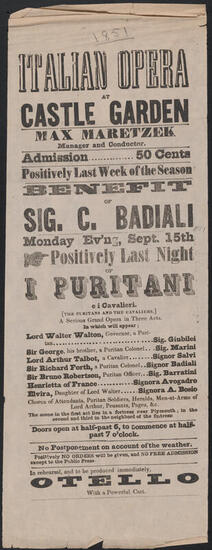 1851
ITALIAN OPERA
AT
CASTLE GARDEN
MAX MARETZEK
Manager and Conductor.
Admission ............ 50 Cents
Positively Last Week of the Season
BENEFIT
OF
SIG. C. BADIALI
Monday Ev'ng, Sept. 15th
Positively Last Night
OF
I PURITANI
e i Cavalieri.
[THE PURITANS AND THE CAVALIERS.]
A Serious Grand Opera in Three Acts.
In which will appear;
Lord Walter Walton, Governor, a Puri-
tan............Sig. Giubilei
Sir George, his brother, a Puritan Colonel..Sig. Marini
Lord Arthur Talbot, a Cavalier....Signor Salvi
Sir Richard Forth, a Puritan Colonel..Signor Badiali
Sir Bruno Robertson, Puritan Officer..Sig. Barratini
Henrietta of France......Signora Avogadro
Elvira, Daughter of Lord Walter...Signora A. Bosio
Chorus of Attendants, Puritan Soldiers, Heralds, Men-at-Arms of
Lord Arthur, Peasants, Pages, &c.
The scene in the first act lies in a fortress near Plymouth; in the
second and third in the neighborhood of the fortress.
Doors open at half-past 6, to commence at half-
past 7 o'clock.
No Postponement on account of the weather.
Positively NO ORDERS will be given, and NO FREE ADMISSION
except to the Public Press
In rehearsal, and to be produced immediately,
OTELLO
With a Powerful Cast.